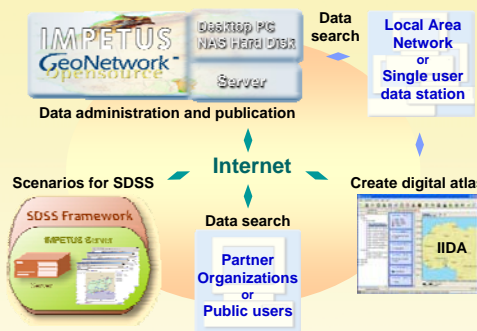 IMPETUS
GeoNetwork
Opensource
Desktop PC
NAS Hard Disk
Server
Data administration and publication
Data
search
Local Area
Network
or
Single user
data station
Internet
Scenarios for SDSS
SDSS Framework
IMPETUS Server
Server
Data search
Partner
Organizations
or
Public users
Create digital atlas
IIDA